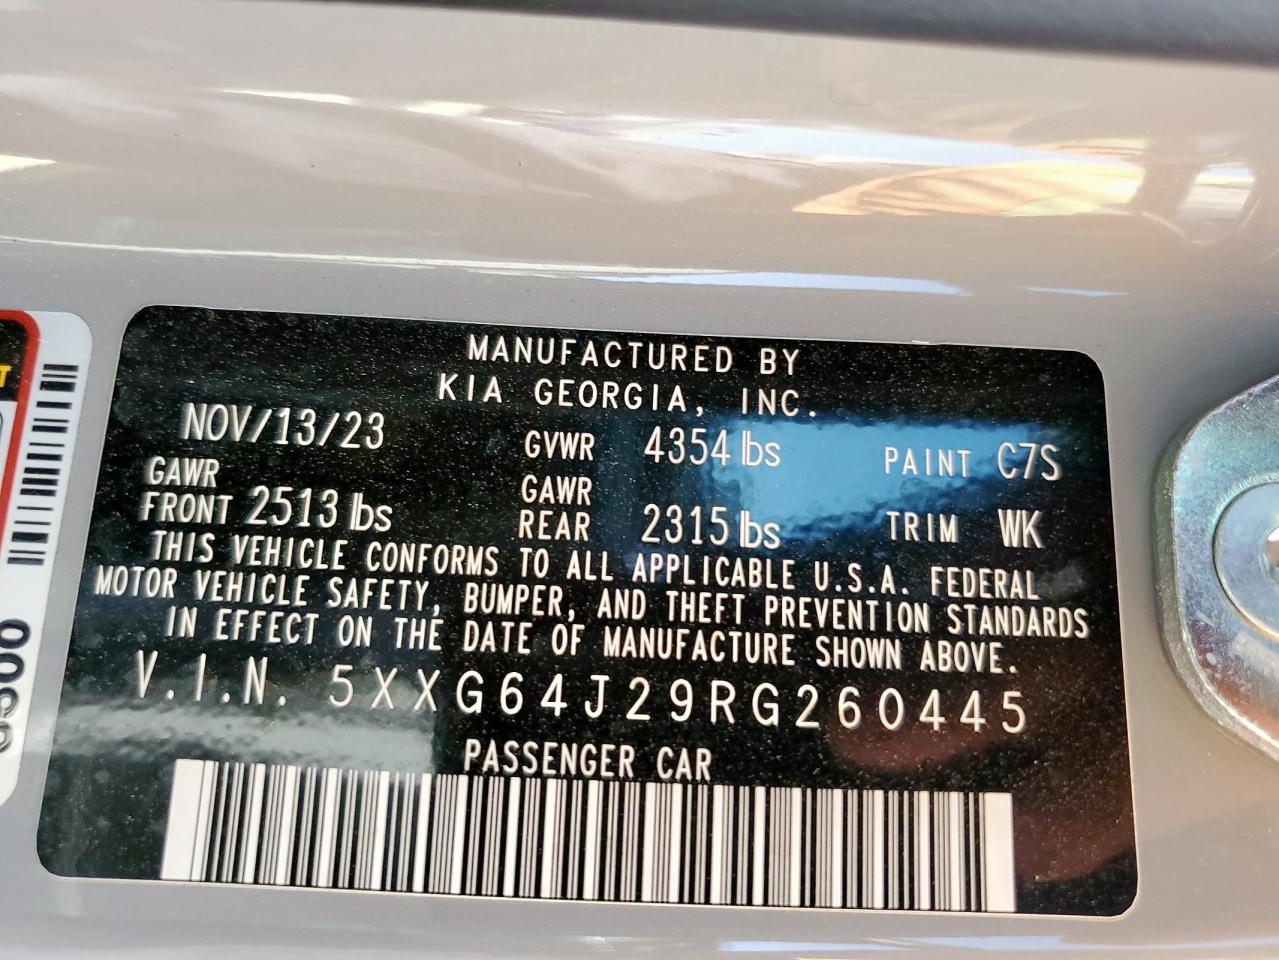 MANUFACTURED BY
KIA GEORGIA, INC.
NOV/13/23 GVWR 4354 lbs PAINT C7S
GAWR FRONT 2513 lbs GAWR REAR 2315 lbs TRIM WK
THIS VEHICLE CONFORMS TO ALL APPLICABLE U.S.A. FEDERAL
MOTOR VEHICLE SAFETY, BUMPER, AND THEFT PREVENTION STANDARDS
IN EFFECT ON THE DATE OF MANUFACTURE SHOWN ABOVE.
V.I.N. 5XXG64J29RG260445
PASSENGER CAR